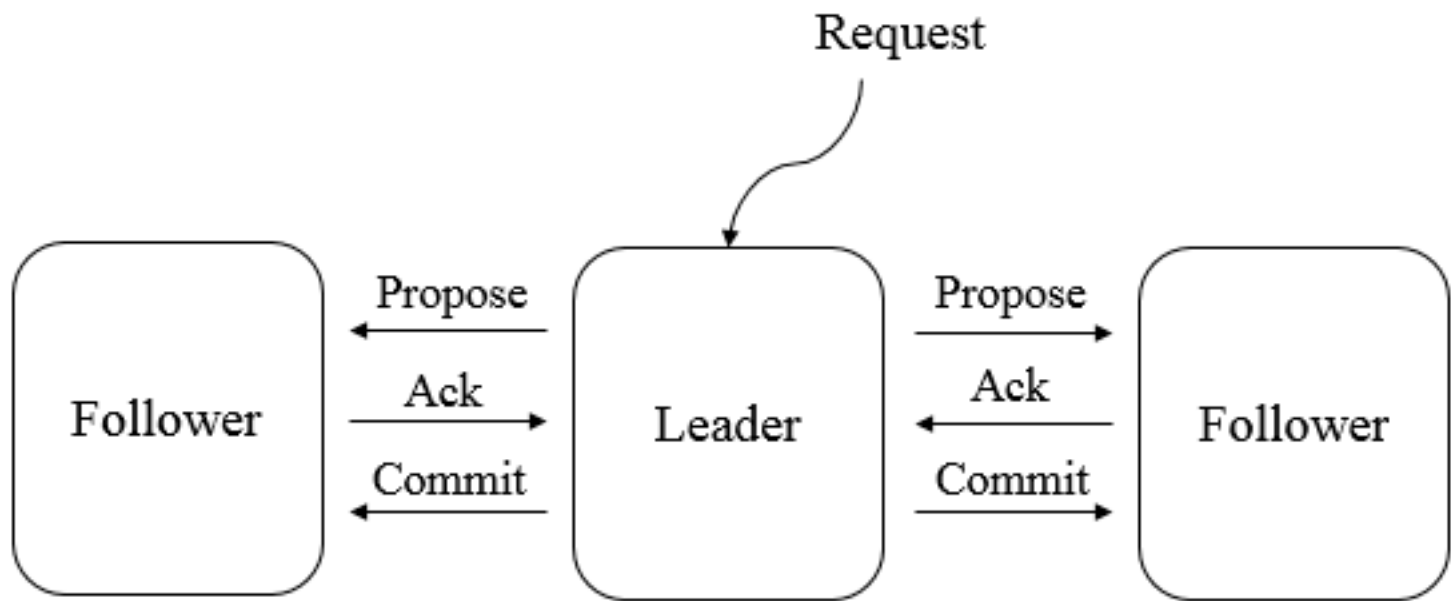 Request
Propose
Propose
Ack
Ack
Follower
Leader
Follower
Commit
Commit